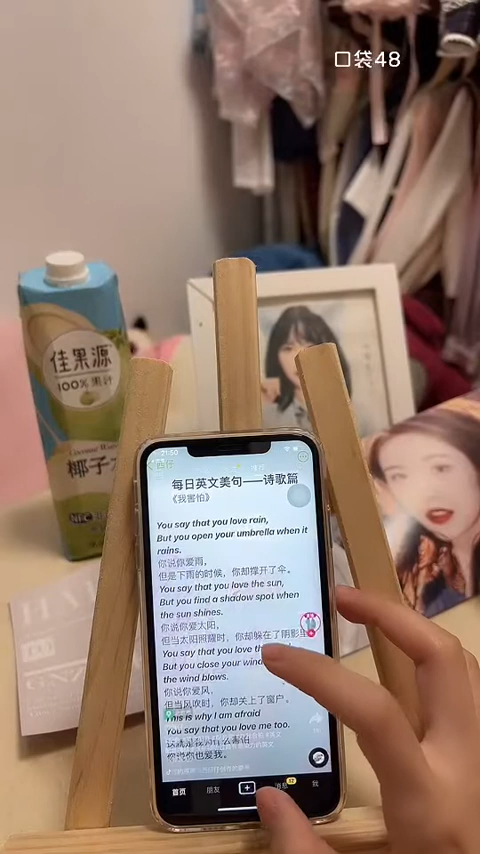 口袋48
佳果源
100%果汁
椰子水
21:50
每日英文美句——诗歌篇
《我害怕》
You say that you love rain,
But you open your umbrella when it
rains.
你说你爱雨,
但是下雨的时候,你却撑开了伞。
You say that you love the sun,
But you find a shadow spot when
the sun shines.
你说你爱太阳,
但当太阳照耀时,你却躲在了阴影里
You say that you love the
But you close your wind
the wind blows.
你说你爱风,
但当风吹时,你却关上了窗户。
This is why I am afraid
You say that you love me too.
你说你也爱我。
首页
朋友
消息
我